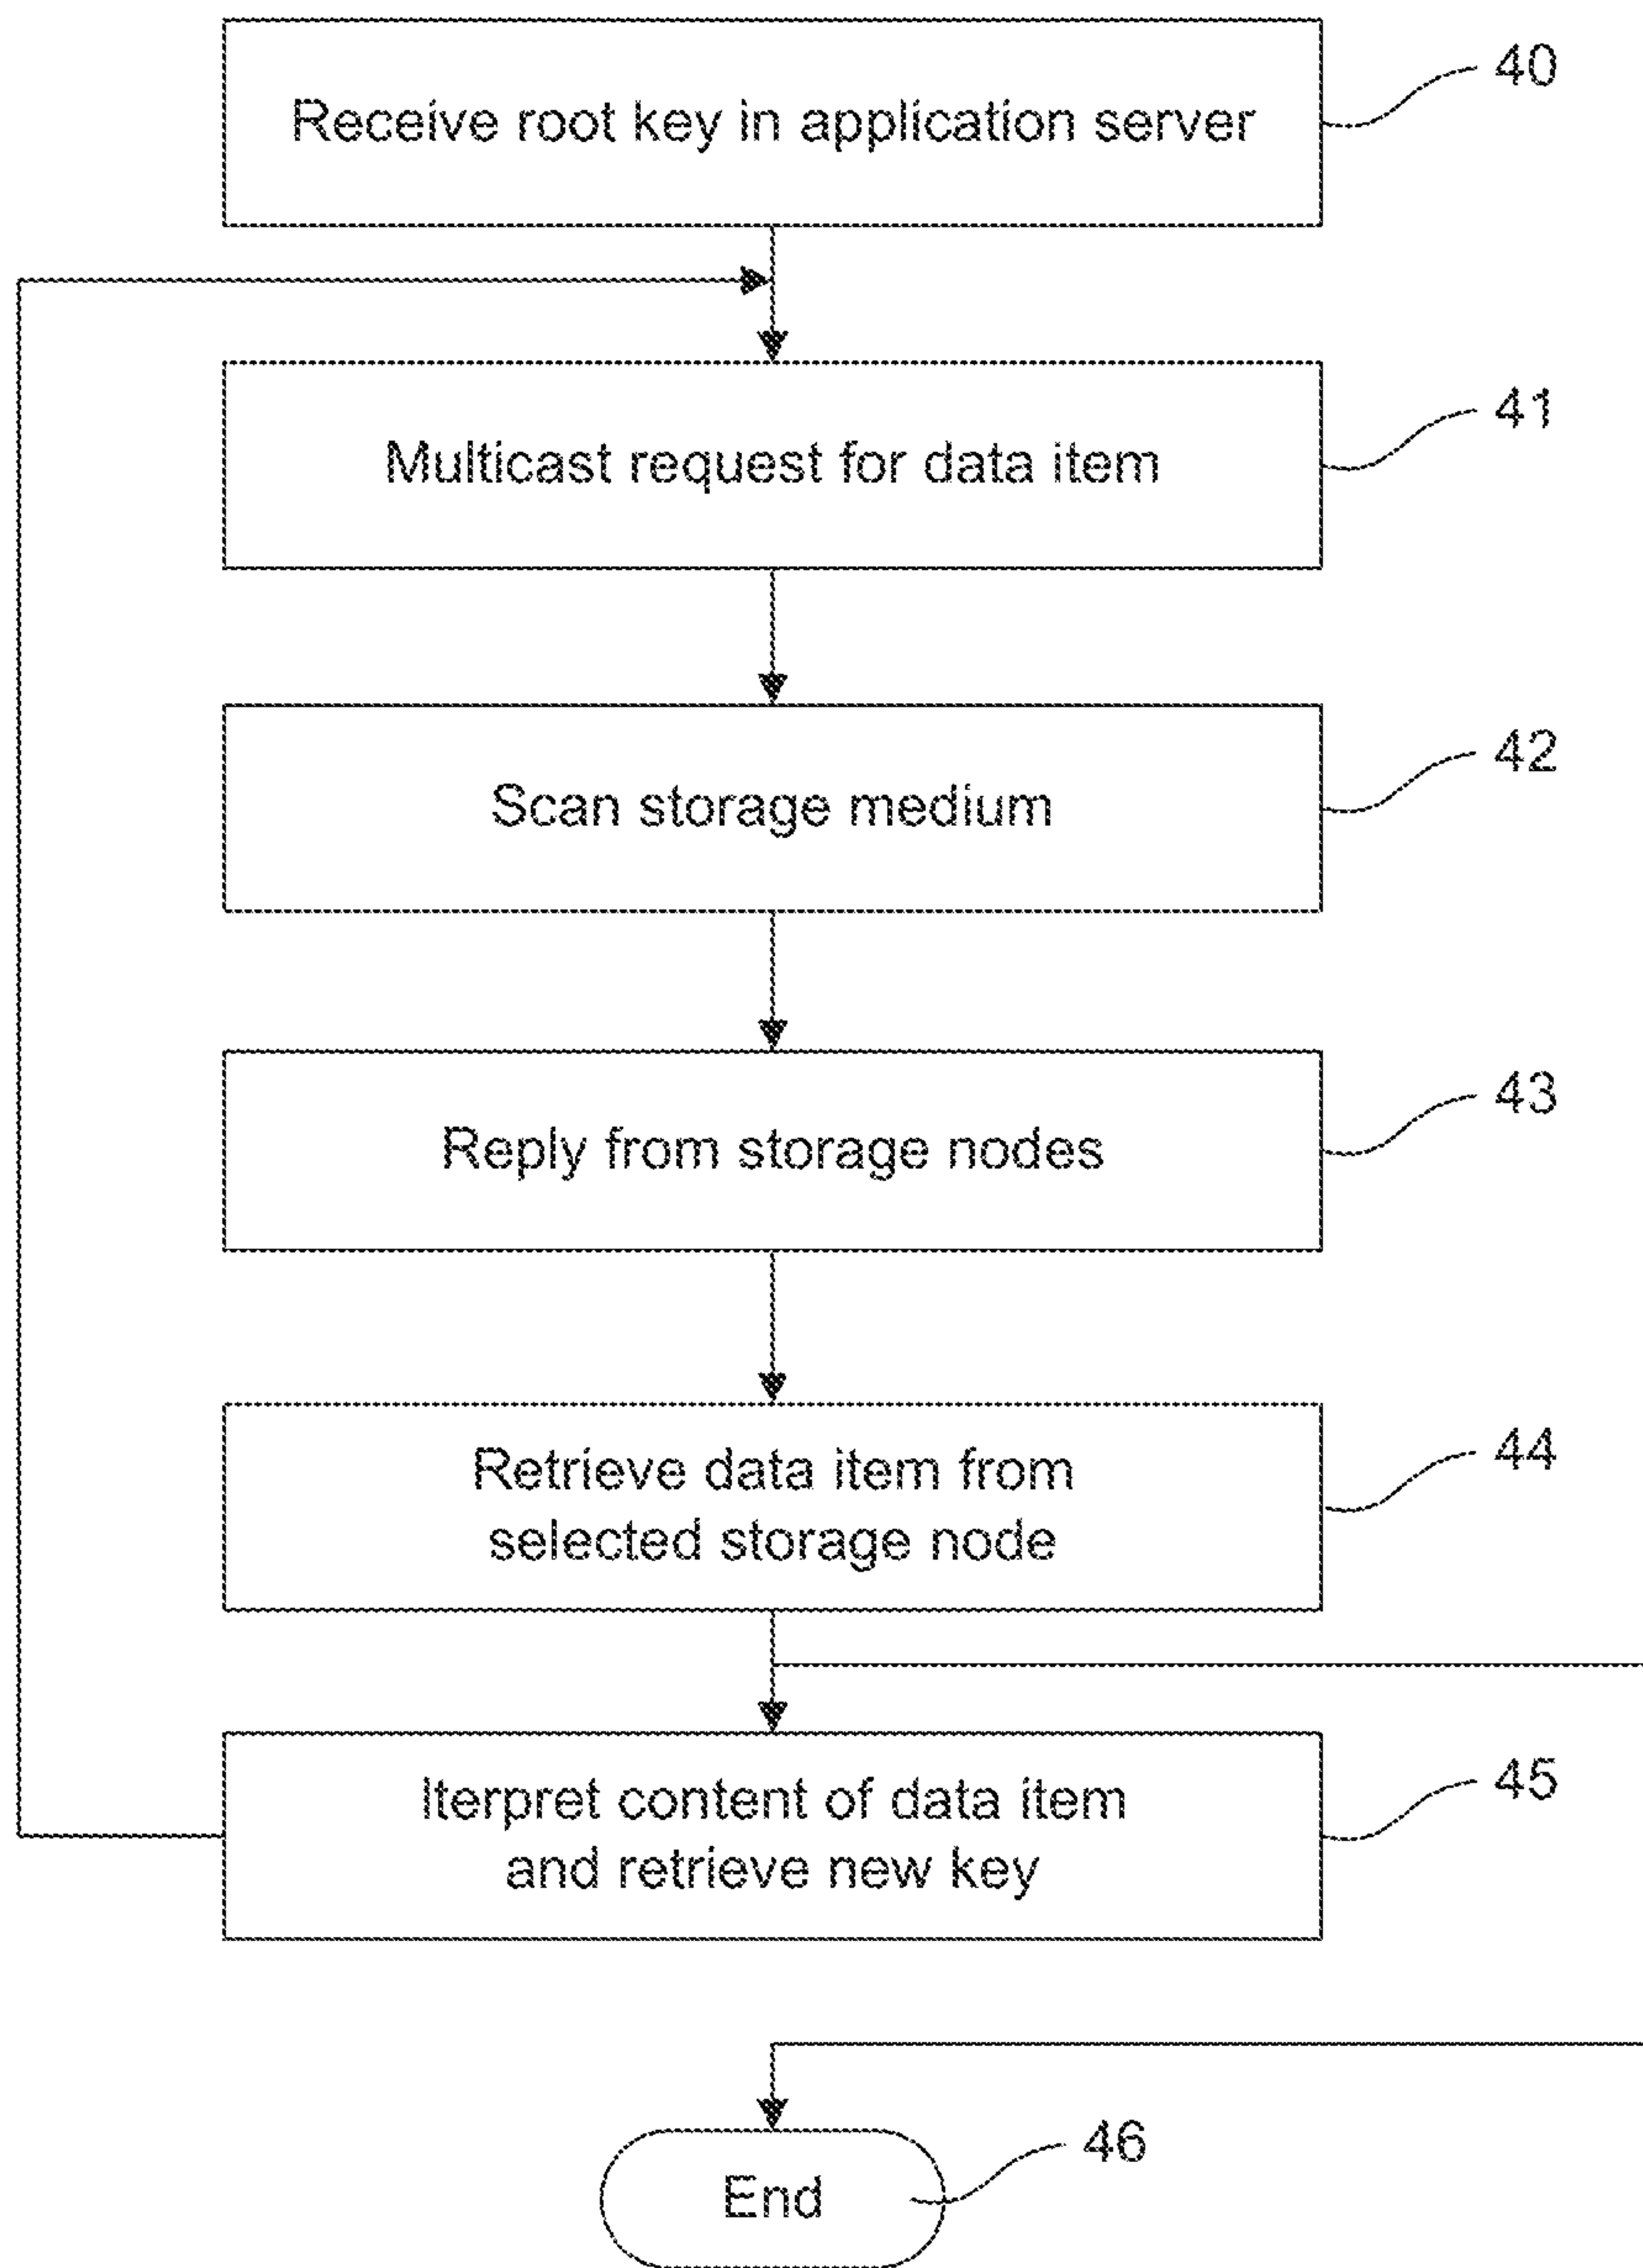 Receive root key in application server
40
Multicast request for data item
41
Scan storage medium
42
Reply from storage nodes
43
Retrieve data item from
selected storage node
44
Iterpret content of data item
and retrieve new key
45
End
46